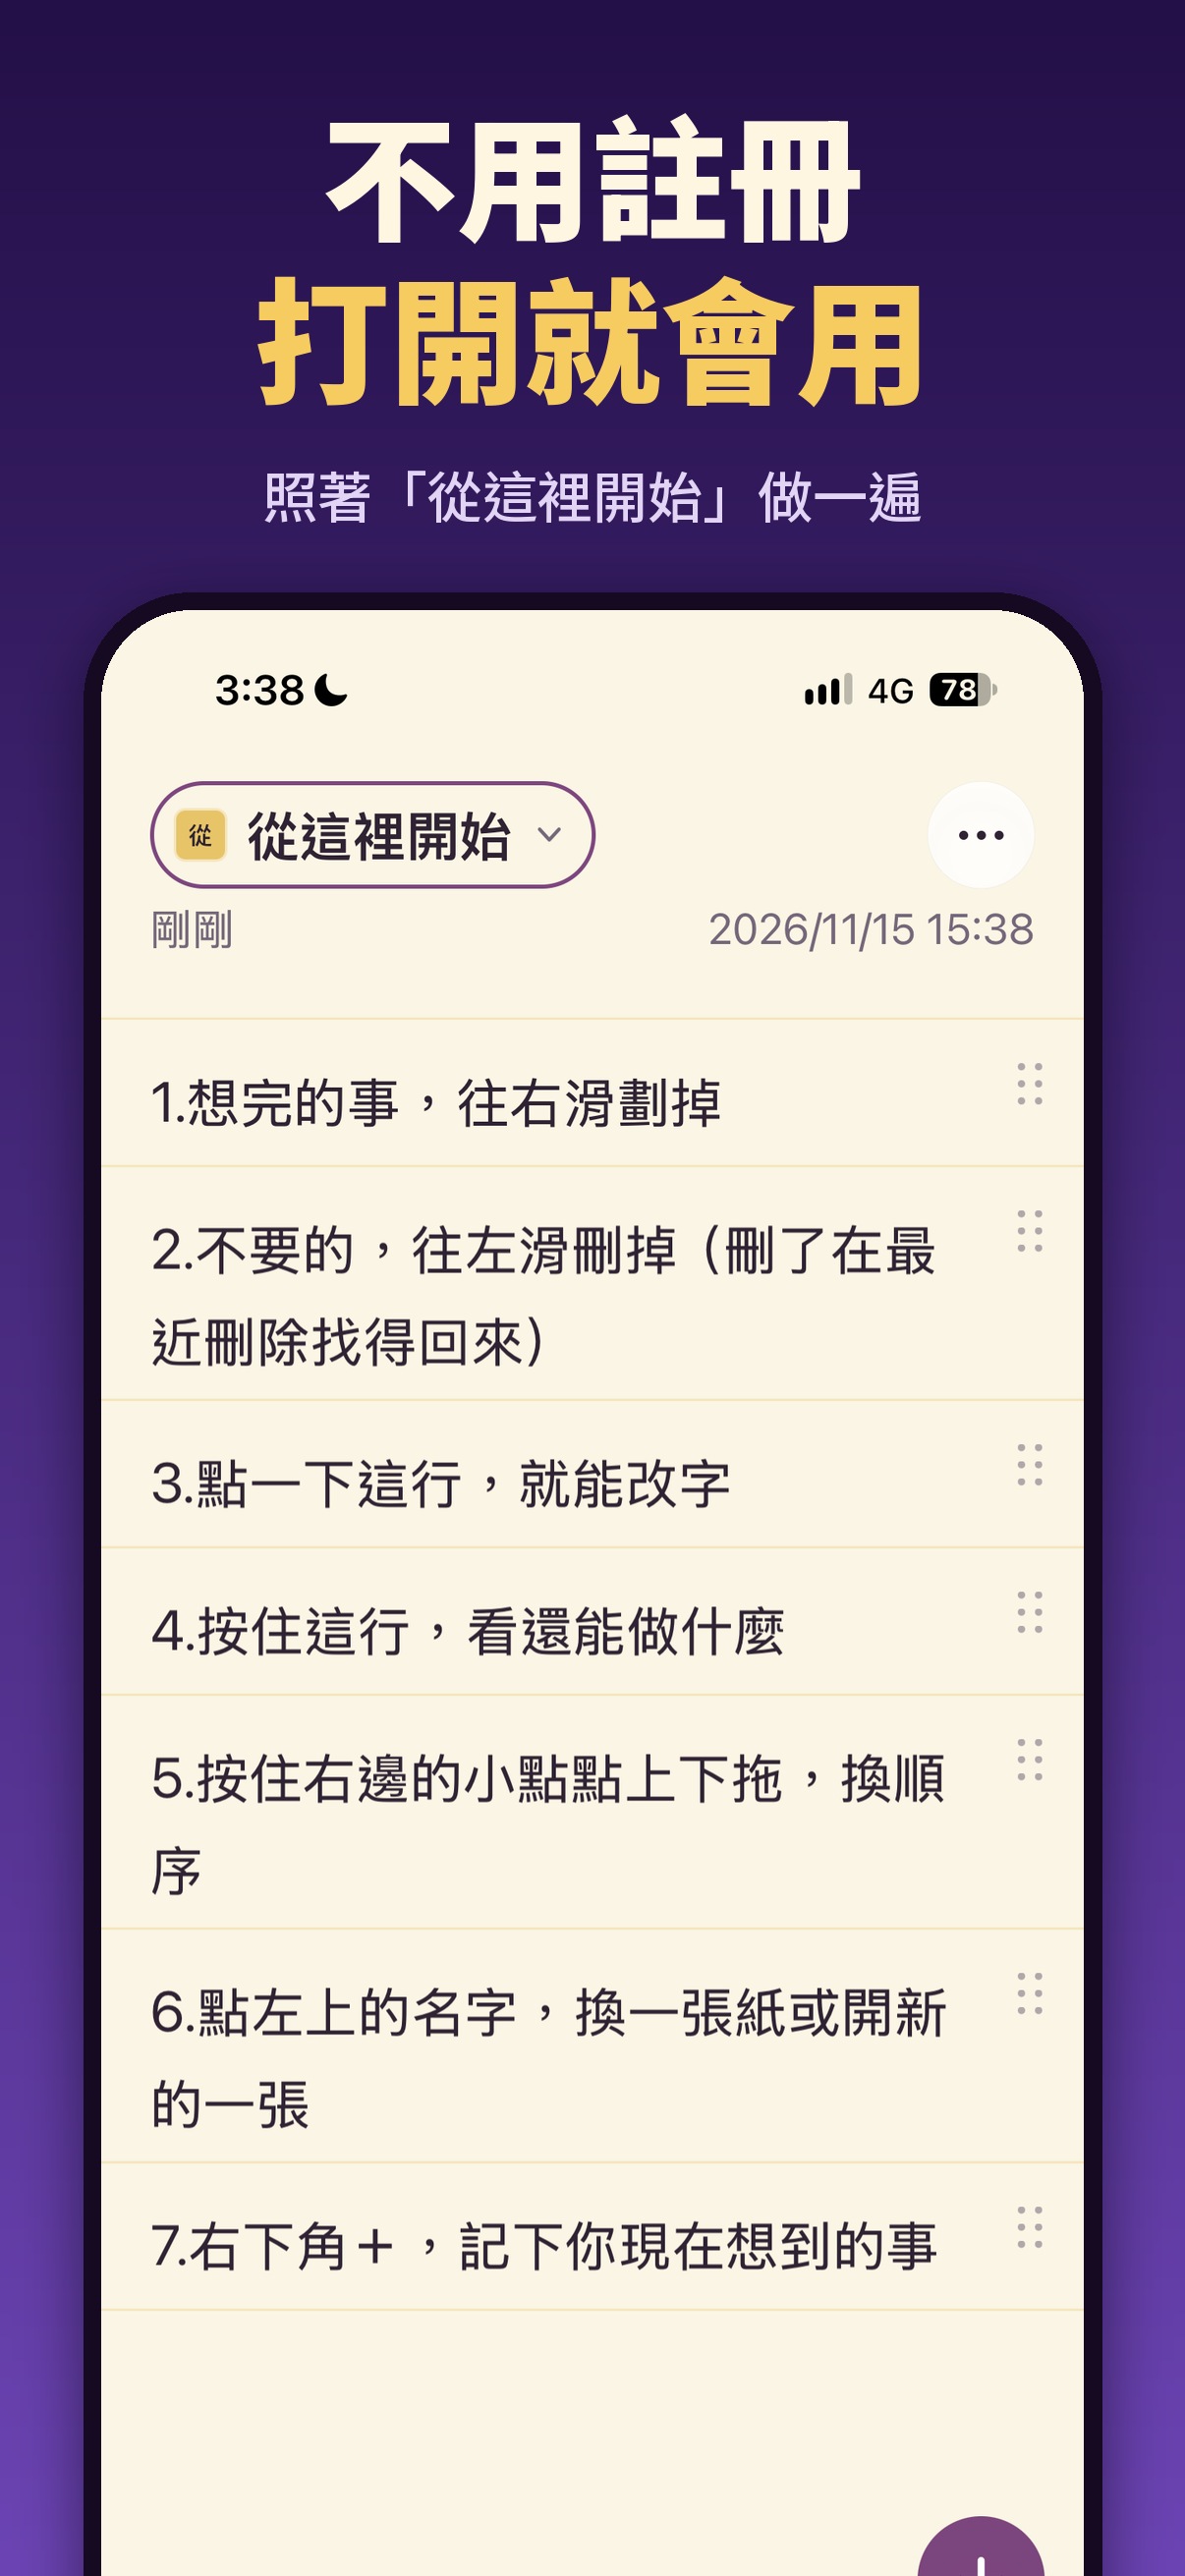 不用註冊
打開就會用
照著「從這裡開始」做一遍
3:38 4G 78
從 從這裡開始
剛剛 2026/11/15 15:38
1.想完的事，往右滑劃掉
2.不要的，往左滑刪掉（刪了在最
近刪除找得回來）
3.點一下這行，就能改字
4.按住這行，看還能做什麼
5.按住右邊的小點點上下拖，換順
序
6.點左上的名字，換一張紙或開新
的一張
7.右下角＋，記下你現在想到的事